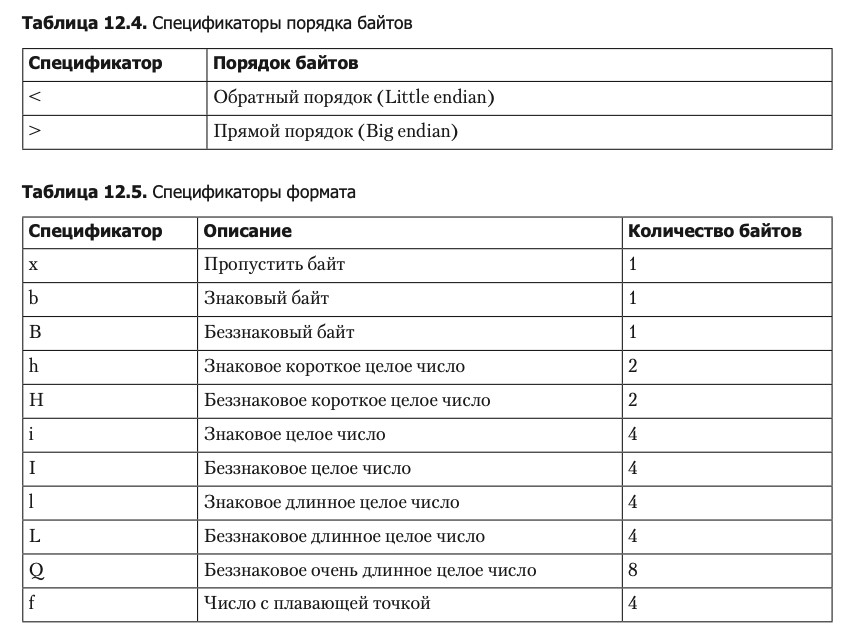 Таблица 12.4. Спецификаторы порядка байтов
Спецификатор Порядок байтов
< Обратный порядок (Little endian)
> Прямой порядок (Big endian)
Таблица 12.5. Спецификаторы формата
Спецификатор Описание Количество байтов
x Пропустить байт 1
b Знаковый байт 1
B Беззнаковый байт 1
h Знаковое короткое целое число 2
H Беззнаковое короткое целое число 2
i Знаковое целое число 4
I Беззнаковое целое число 4
l Знаковое длинное целое число 4
L Беззнаковое длинное целое число 4
Q Беззнаковое очень длинное целое число 8
f Число с плавающей точкой 4